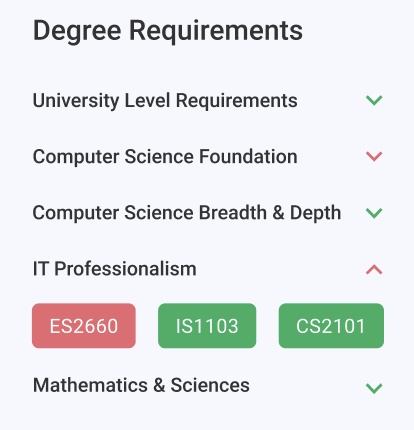 Degree Requirements
University Level Requirements
Computer Science Foundation
Computer Science Breadth & Depth
IT Professionalism
ES2660 IS1103 CS2101
Mathematics & Sciences